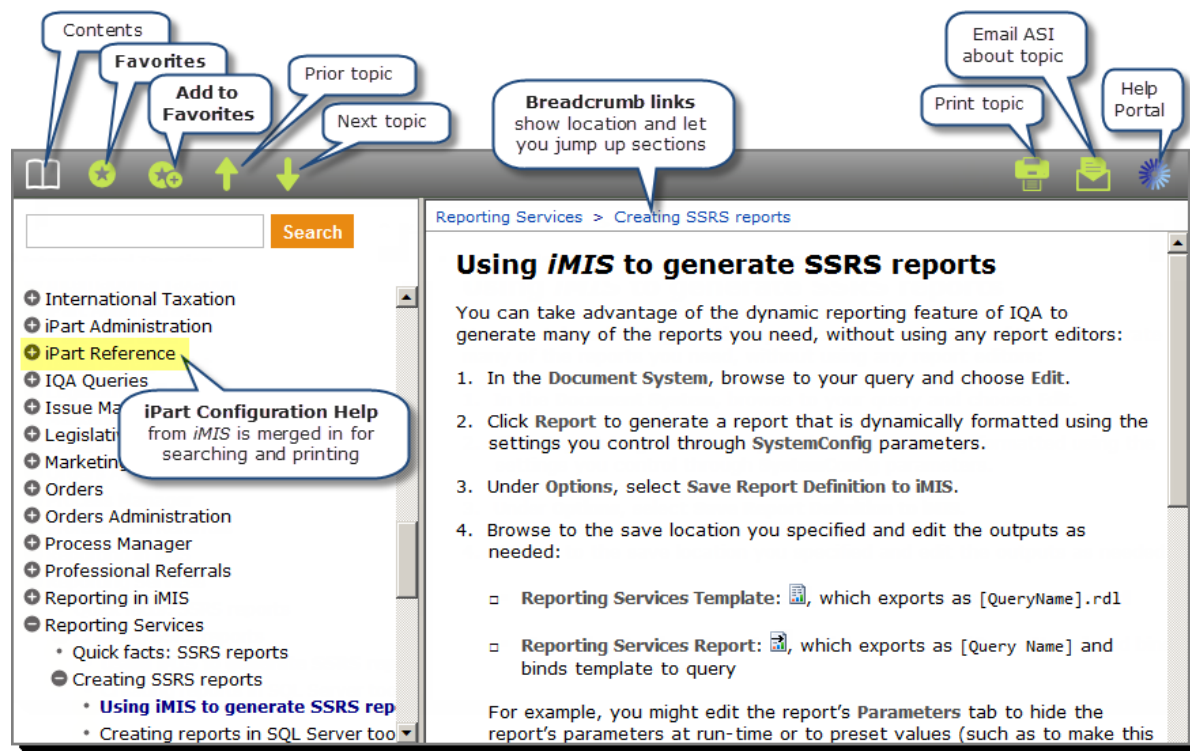 Contents
Favorites
Add to
Favorites
Prior topic
Next topic
Breadcrumb links
show location and let
you jump up sections
Email ASI
about topic
Print topic
Help
Portal
Search
International Taxation
iPart Administration
iPart Reference
IQA Queries
Issue Ma
Legislati
Marketing
Orders
Orders Administration
Process Manager
Professional Referrals
Reporting in iMIS
Reporting Services
Quick facts: SSRS reports
Creating SSRS reports
Using iMIS to generate SSRS rep
Creating reports in SQL Server too
iPart Configuration Help
from iMIS is merged in for
searching and printing
Reporting Services > Creating SSRS reports
Using iMIS to generate SSRS reports
You can take advantage of the dynamic reporting feature of IQA to
generate many of the reports you need, without using any report editors:
1. In the Document System, browse to your query and choose Edit.
2. Click Report to generate a report that is dynamically formatted using the
settings you control through SystemConfig parameters.
3. Under Options, select Save Report Definition to iMIS.
4. Browse to the save location you specified and edit the outputs as
needed:
Reporting Services Template: , which exports as [QueryName].rdl
Reporting Services Report: , which exports as [Query Name] and
binds template to query
For example, you might edit the report's Parameters tab to hide the
report's parameters at run-time or to preset values (such as to make this